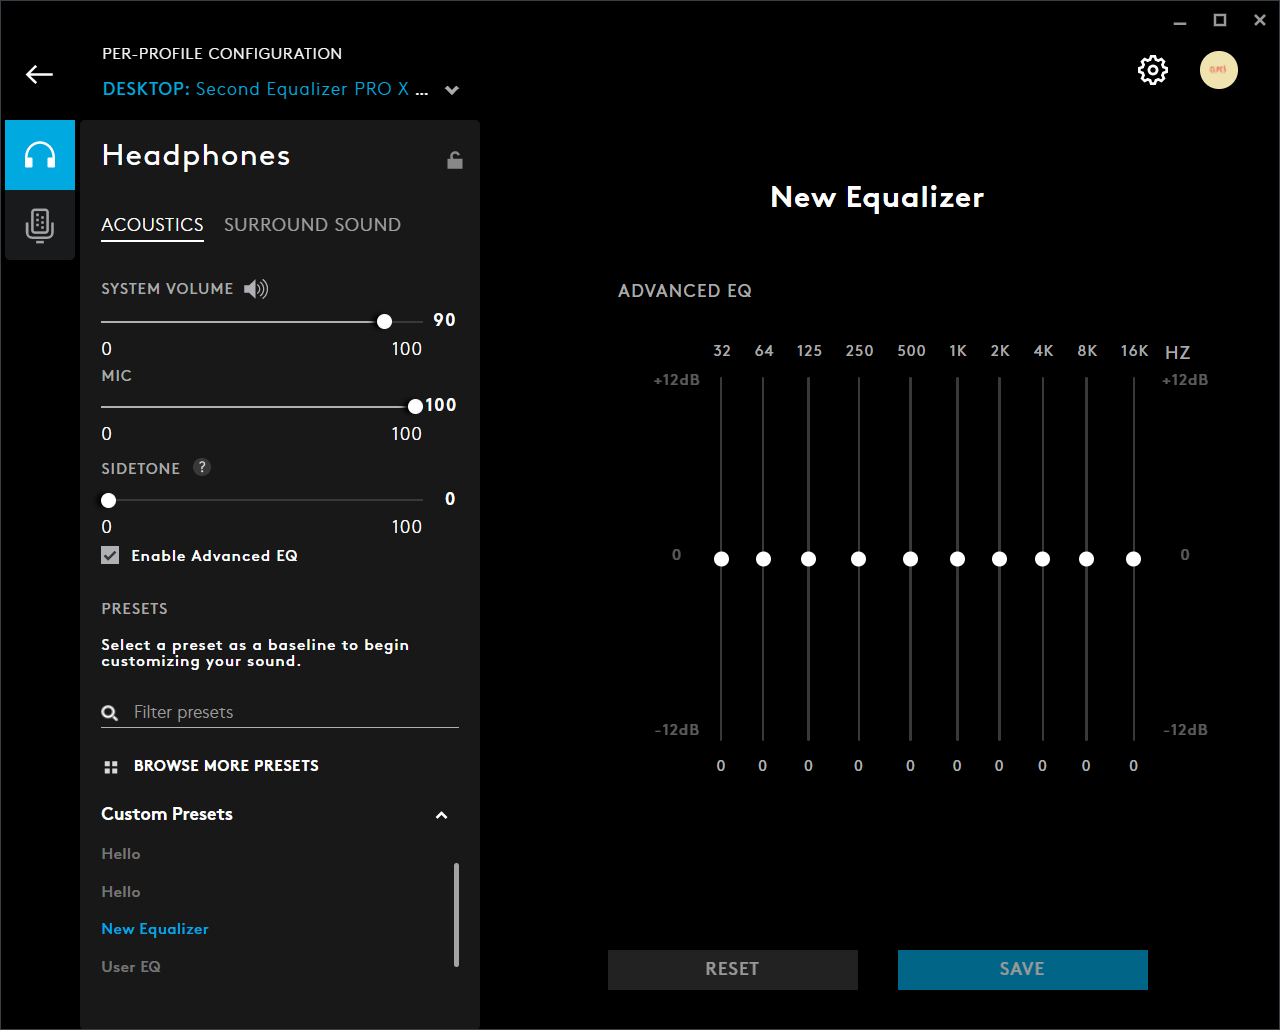 PER-PROFILE CONFIGURATION
DESKTOP: Second Equalizer PRO X ...
Headphones
ACOUSTICS SURROUND SOUND
SYSTEM VOLUME
90
0 100
MIC
100
0 100
SIDETONE ?
0
0 100
Enable Advanced EQ
PRESETS
Select a preset as a baseline to begin
customizing your sound.
Filter presets
BROWSE MORE PRESETS
Custom Presets
Hello
Hello
New Equalizer
User EQ
New Equalizer
ADVANCED EQ
32 64 125 250 500 1K 2K 4K 8K 16K HZ
+12dB +12dB
0 0
-12dB -12dB
0 0 0 0 0 0 0 0 0 0
RESET SAVE